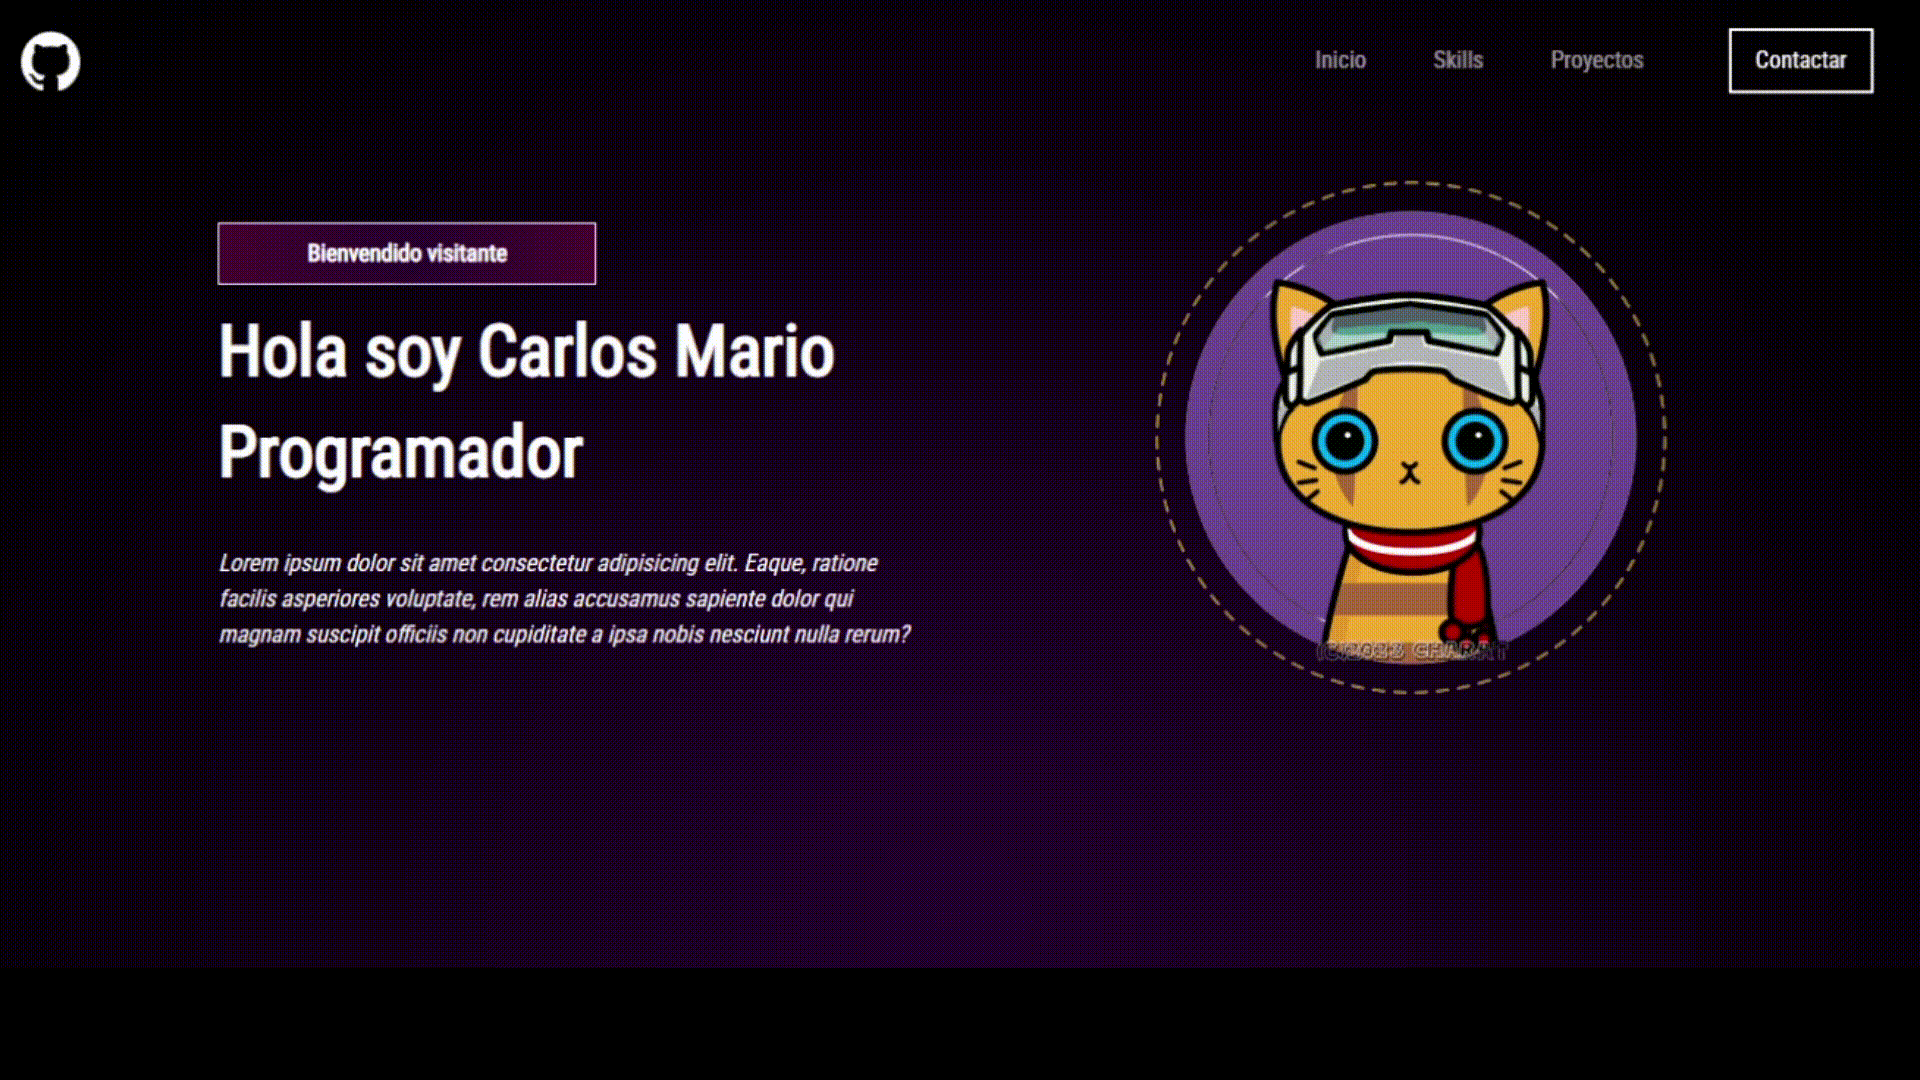 Inicio Skills Proyectos Contactar
Bienvendido visitante
Hola soy Carlos Mario
Programador
Lorem ipsum dolor sit amet consectetur adipisicing elit. Eaque, ratione
facilis asperiores voluptate, rem alias accusamus sapiente dolor qui
magnam suscipit officiis non cupiditate a ipsa nobis nesciunt nulla rerum?
(C)2023 CHARAT